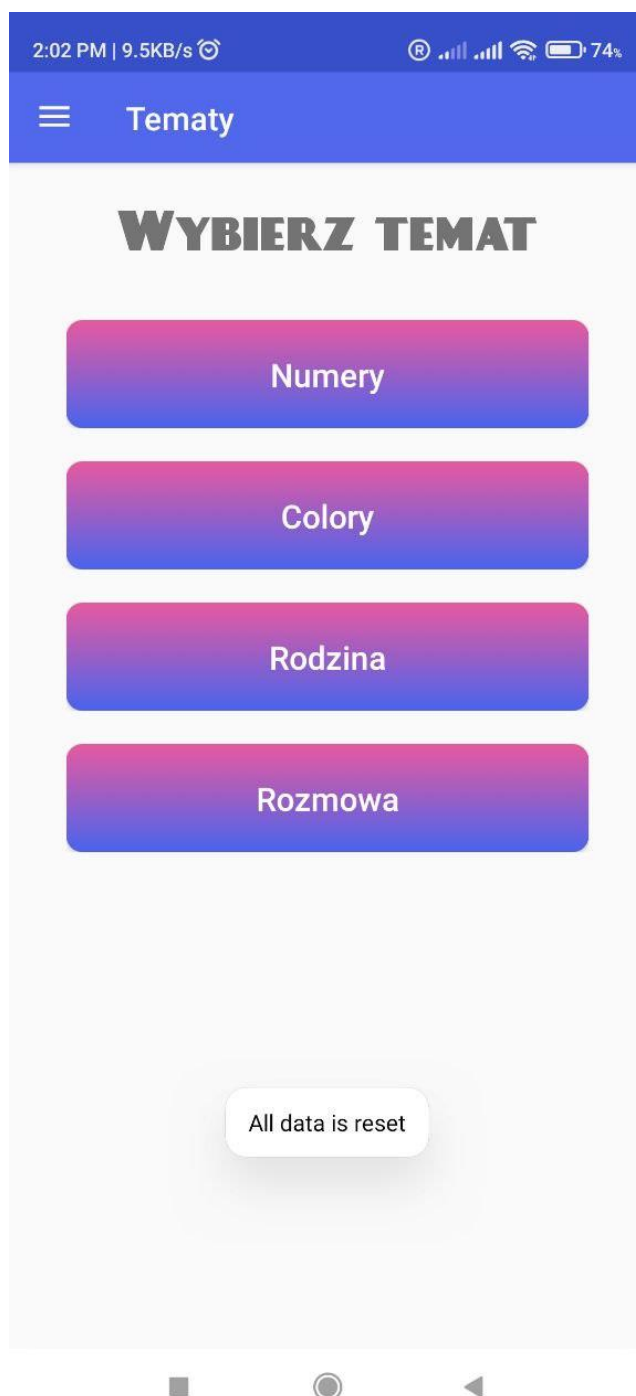 2:02 PM | 9.5KB/s ® 74%
Tematy
WYBIERZ TEMAT
Numery
Colory
Rodzina
Rozmowa
All data is reset